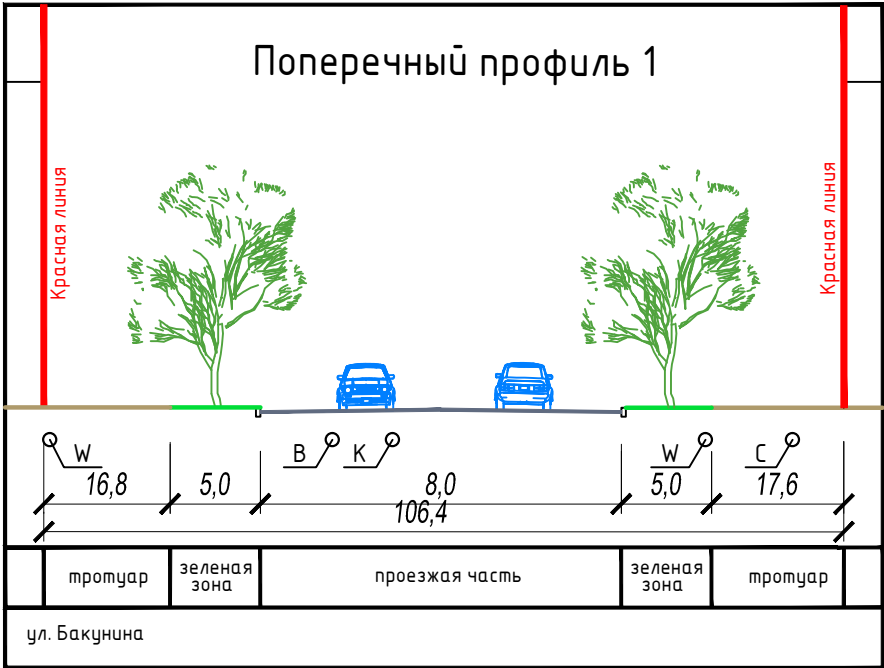 Поперечный профиль 1
Красная линия
Красная линия
W B K W C
16,8 5,0 8,0 5,0 17,6
106,4
тротуар
зеленая
зона
проезжая часть
зеленая
зона
тротуар
ул. Бакунина